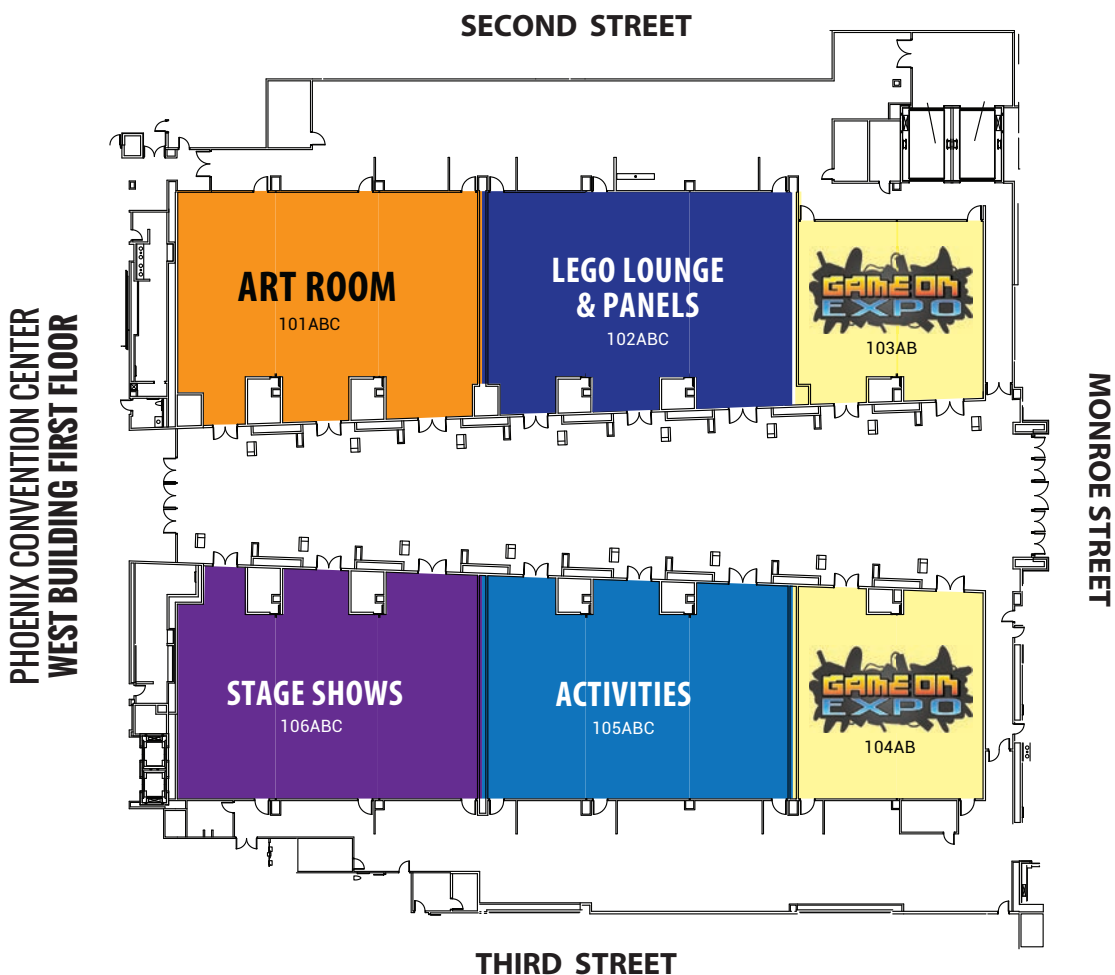 SECOND STREET
PHOENIX CONVENTION CENTER
WEST BUILDING FIRST FLOOR
ART ROOM
101ABC
LEGO LOUNGE
& PANELS
102ABC
GAME ON
EXPO
103AB
MONROE STREET
STAGE SHOWS
106ABC
ACTIVITIES
105ABC
GAME ON
EXPO
104AB
THIRD STREET